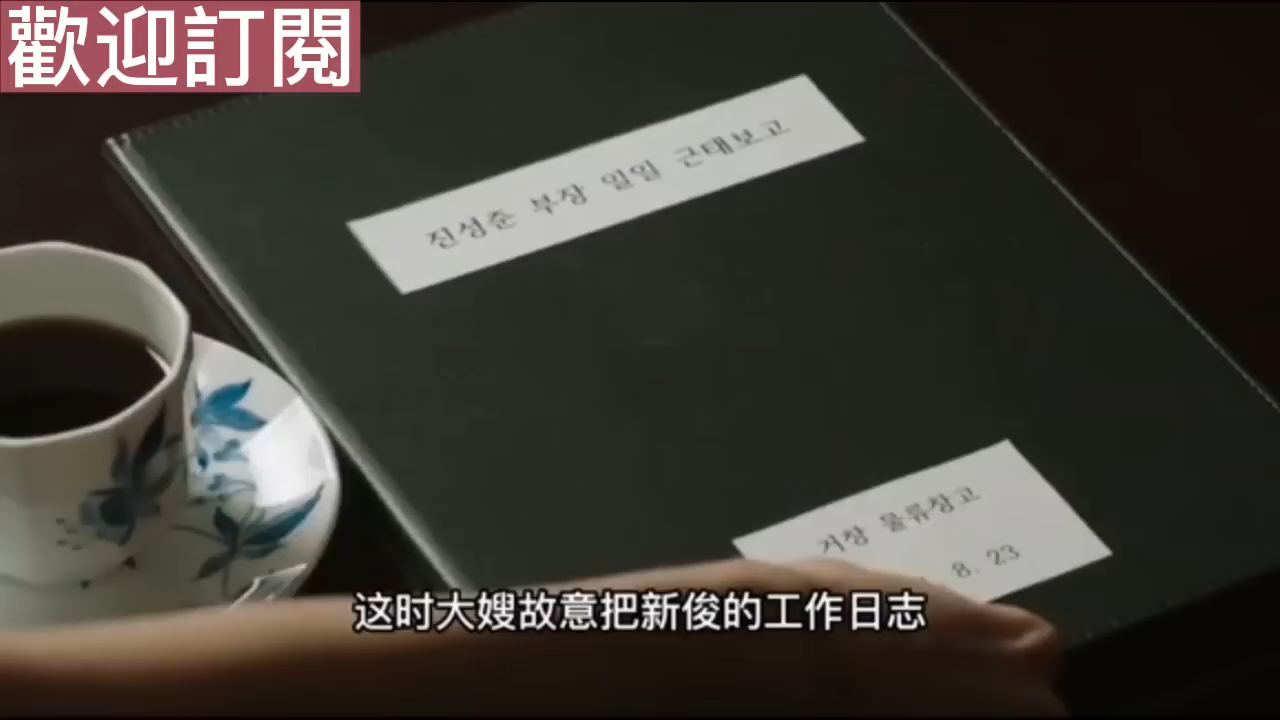 歡迎訂閱
진성준 부장 일일 근태보고
거창 물류창고
8. 23
这时大嫂故意把新俊的工作日志